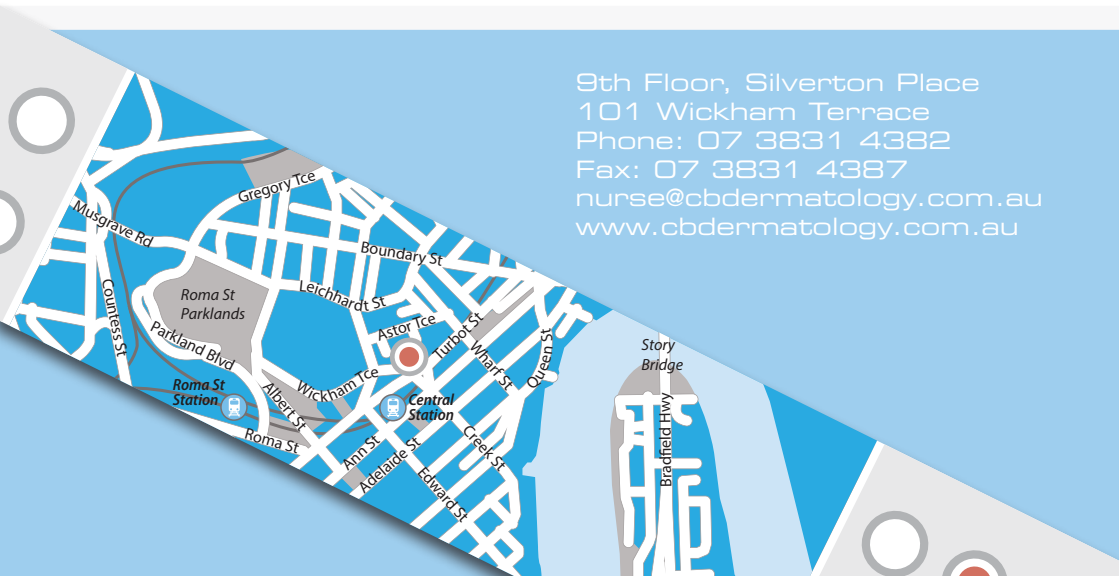 9th Floor, Silverton Place
101 Wickham Terrace
Phone: 07 3831 4382
Fax: 07 3831 4387
nurse@cbdermatology.com.au
www.cbdermatology.com.au
Gregory Tce
Musgrave Rd
Boundary St
Countess St
Roma St
Parklands
Leichhardt St
Astor Tce
Turbot St
Parkland Blvd
Wharf St
Queen St
Story
Bridge
Roma St
Station
Albert St
Wickham Tce
Central
Station
Bradfield Hwy
Roma St
Ann St
Adelaide St
Creek St
Edward St